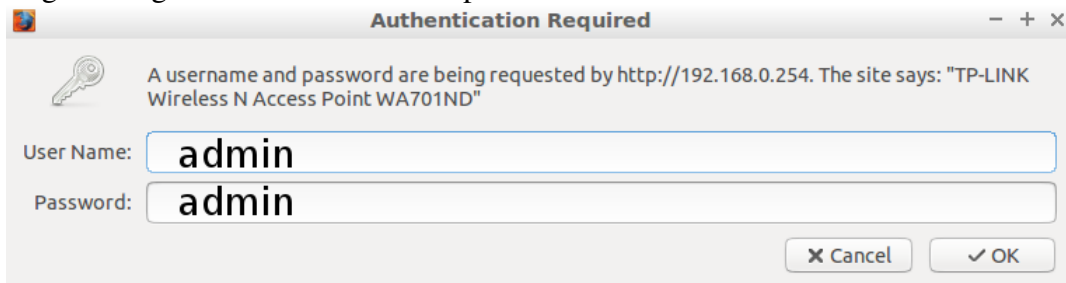 Authentication Required
A username and password are being requested by http://192.168.0.254. The site says: "TP-LINK
Wireless N Access Point WA701ND"
User Name: admin
Password: admin
Cancel OK